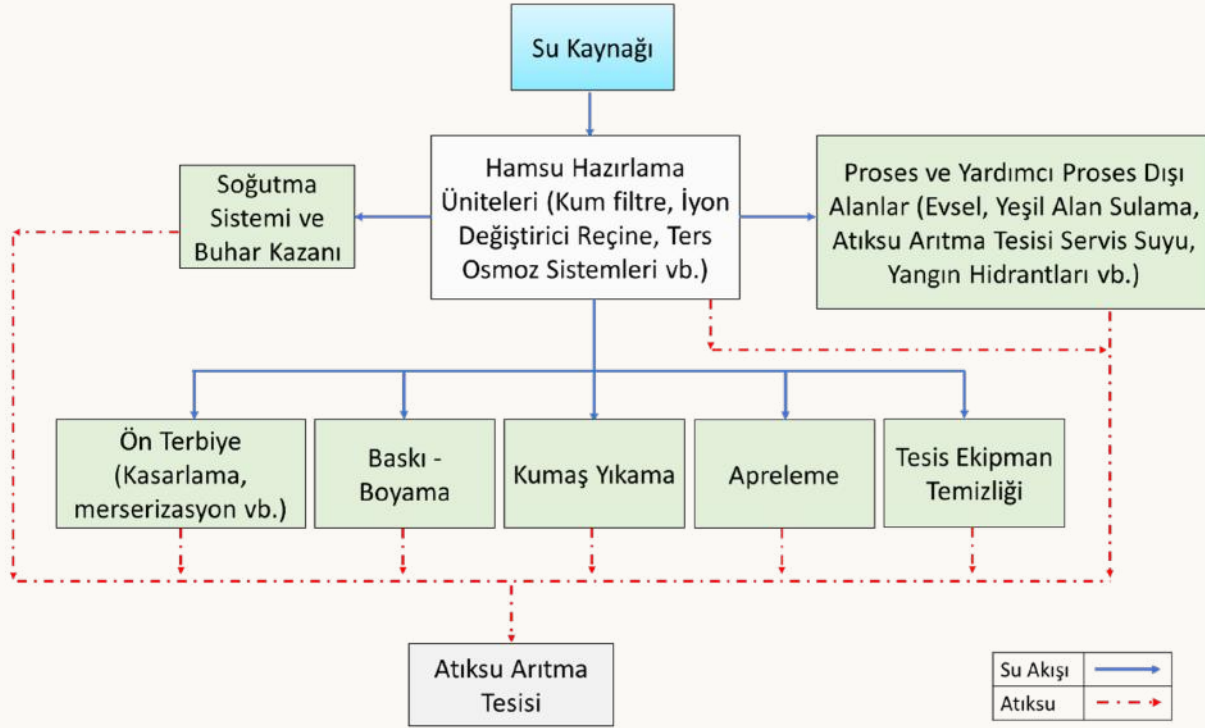 Su Kaynağı
Hamsu Hazırlama
Üniteleri (Kum filtre, İyon
Değiştirici Reçine, Ters
Osmoz Sistemleri vb.)
Soğutma
Sistemi ve
Buhar Kazanı
Proses ve Yardımcı Proses Dışı
Alanlar (Evsel, Yeşil Alan Sulama,
Atıksu Arıtma Tesisi Servis Suyu,
Yangın Hidrantları vb.)
Ön Terbiye
(Kasarlama,
merserizasyon vb.)
Baskı -
Boyama
Kumaş Yıkama
Apreleme
Tesis Ekipman
Temizliği
Atıksu Arıtma
Tesisi
Su Akışı
Atıksu